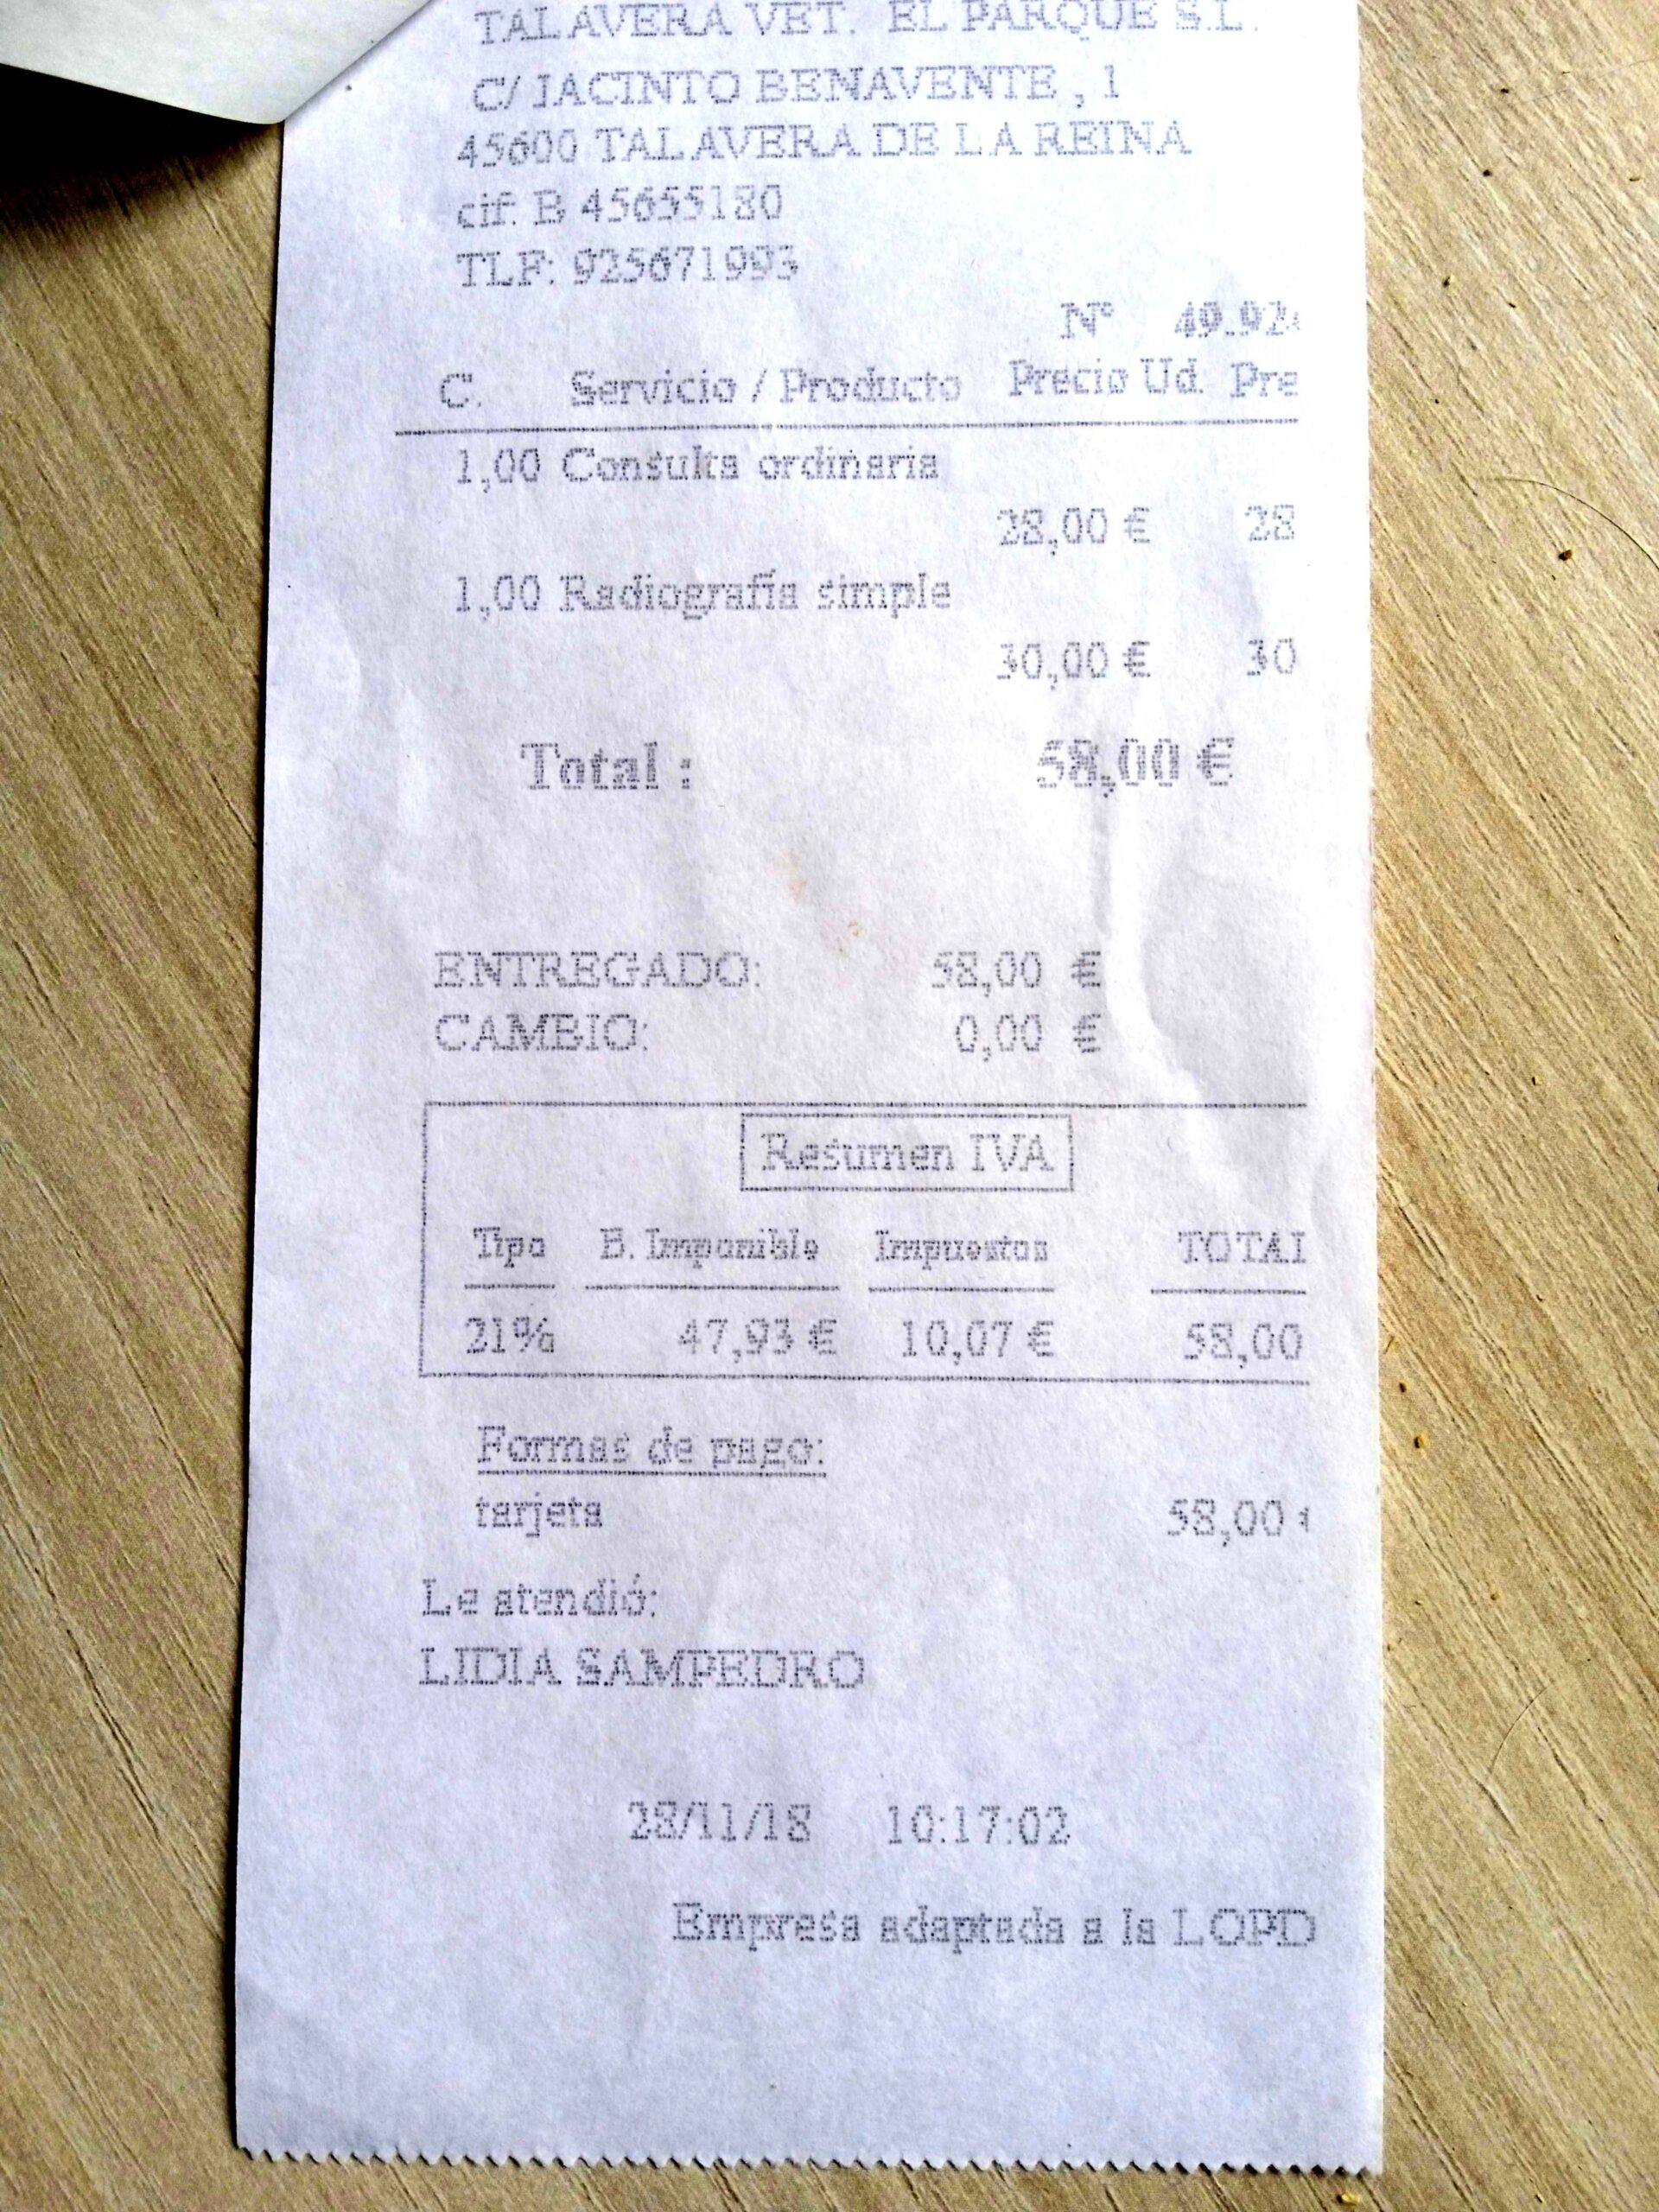 TALAVERA VET. EL PARQUE S.L.
C/ JACINTO BENAVENTE , 1
45600 TALAVERA DE LA REINA
cif: B 45655180
TLF: 925671993
Nº 49.92
C. Servicio / Producto Precio Ud. Pre
1,00 Consulta ordinaria
28,00 € 28
1,00 Radiografía simple
30,00 € 30
Total : 58,00 €
ENTREGADO: 58,00 €
CAMBIO: 0,00 €
Resumen IVA
Tipo B. Imponible Impuestos TOTAL
21% 47,93 € 10,07 € 58,00
Formas de pago:
tarjeta 58,00 €
Le atendió:
LIDIA SAMPEDRO
28/11/18 10:17:02
Empresa adaptada a la LOPD